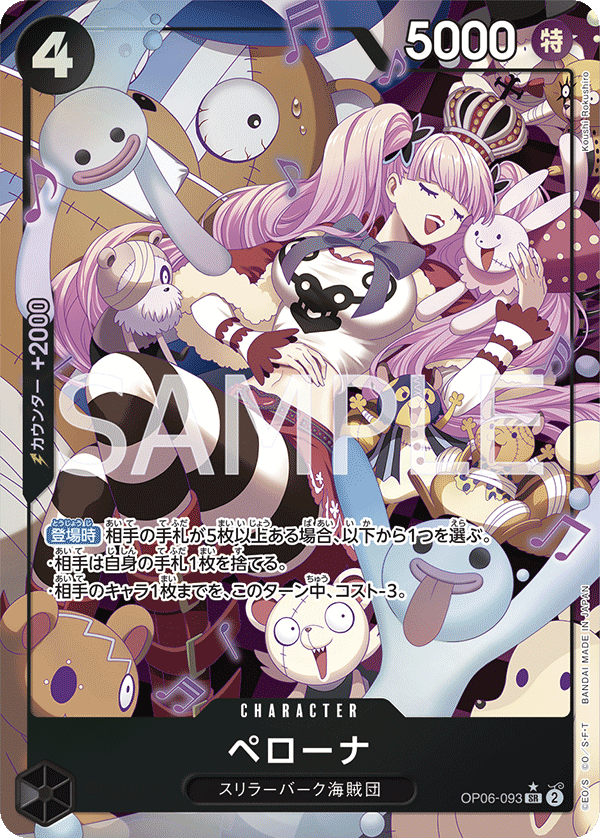 4
5000 特
Koushi Rokushiro
カウンター +2000
SAMPLE
登場時 相手の手札が5枚以上ある場合、以下から1つを選ぶ。
・相手は自身の手札1枚を捨てる。
・相手のキャラ1枚までを、このターン中、コスト-3。
CHARACTER
ペローナ
スリラーバーク海賊団
OP06-093 SR 2
©E.O/S ©O/S・F・T BANDAI MADE IN JAPAN